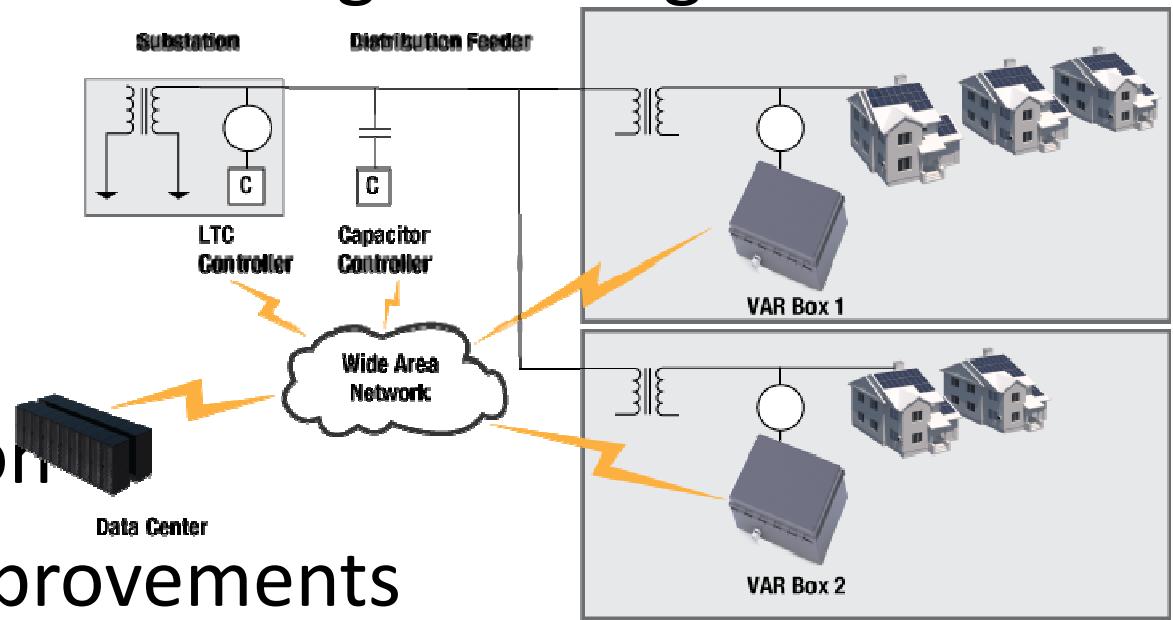 Substation
Distribution Feeder
C
C
LTC
Controller
Capacitor
Controller
VAR Box 1
Wide Area
Network
on
Data Center
provements
VAR Box 2